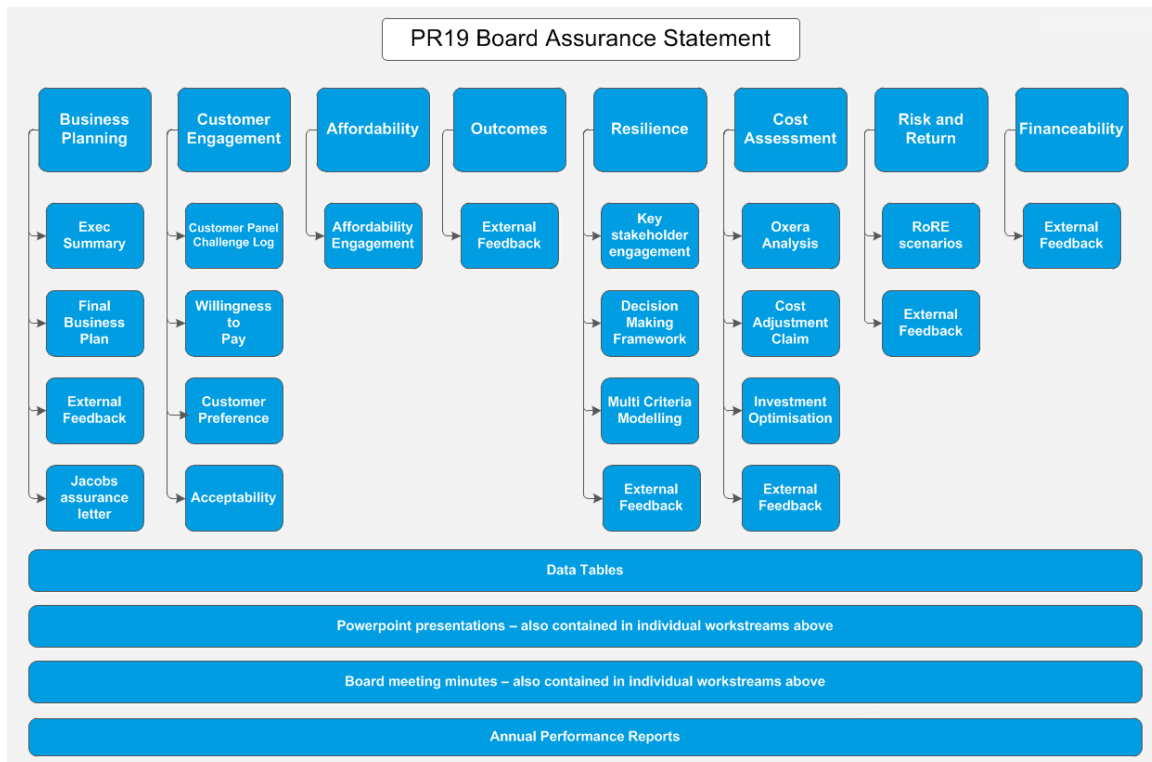 PR19 Board Assurance Statement
Business
Planning
Customer
Engagement
Affordability
Outcomes
Resilience
Cost
Assessment
Risk and
Return
Financeability
Exec
Summary
Customer Panel
Challenge Log
Affordability
Engagement
External
Feedback
Key
stakeholder
engagement
Oxera
Analysis
RoRE
scenarios
External
Feedback
Final
Business
Plan
Willingness
to
Pay
Decision
Making
Framework
Cost
Adjustment
Claim
External
Feedback
External
Feedback
Customer
Preference
Multi Criteria
Modelling
Investment
Optimisation
Jacobs
assurance
letter
Acceptability
External
Feedback
External
Feedback
Data Tables
Powerpoint presentations – also contained in individual workstreams above
Board meeting minutes – also contained in individual workstreams above
Annual Performance Reports